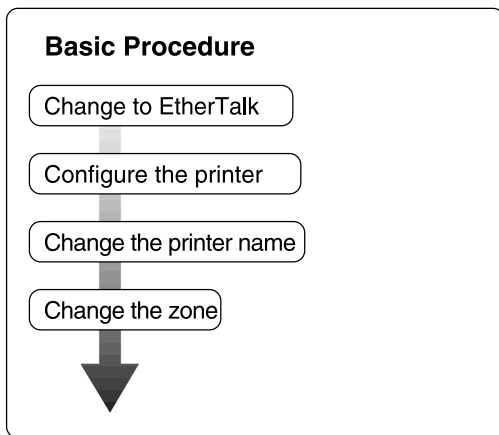 Basic Procedure
Change to EtherTalk
Configure the printer
Change the printer name
Change the zone